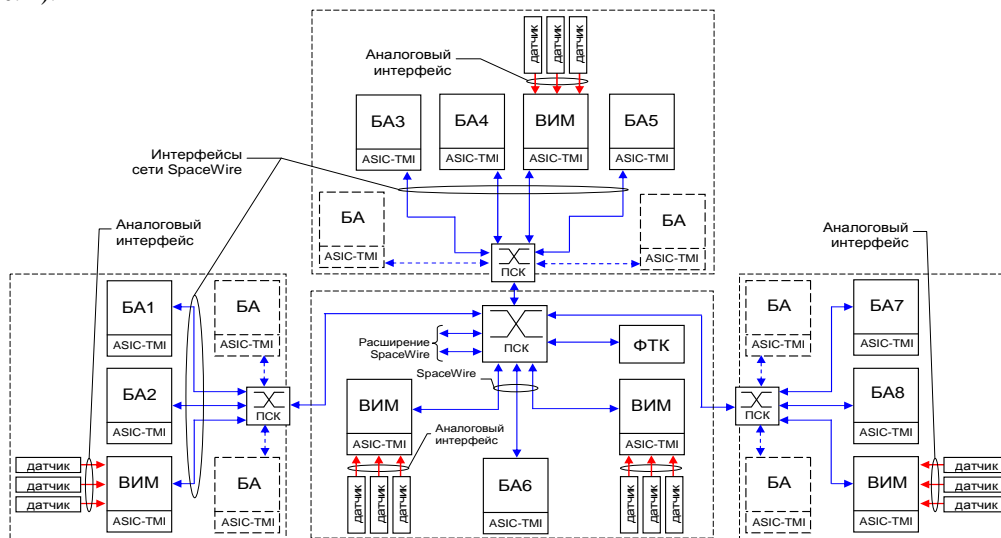 Аналоговый
интерфейс
датчик
датчик
датчик
БА3
ASIC-TMI
БА4
ASIC-TMI
ВИМ
ASIC-TMI
БА5
ASIC-TMI
Интерфейсы
сети SpaceWire
БА
ASIC-TMI
БА
ASIC-TMI
ПСК
Аналоговый
интерфейс
БА1
ASIC-TMI
БА
ASIC-TMI
БА2
ASIC-TMI
ПСК
датчик
датчик
датчик
ВИМ
ASIC-TMI
БА
ASIC-TMI
ПСК
Расширение
SpaceWire
ФТК
SpaceWire
ВИМ
ASIC-TMI
Аналоговый
интерфейс
ВИМ
ASIC-TMI
датчик
датчик
датчик
БА6
ASIC-TMI
датчик
датчик
датчик
Аналоговый
интерфейс
БА
ASIC-TMI
БА7
ASIC-TMI
ПСК
БА8
ASIC-TMI
БА
ASIC-TMI
ВИМ
ASIC-TMI
датчик
датчик
датчик